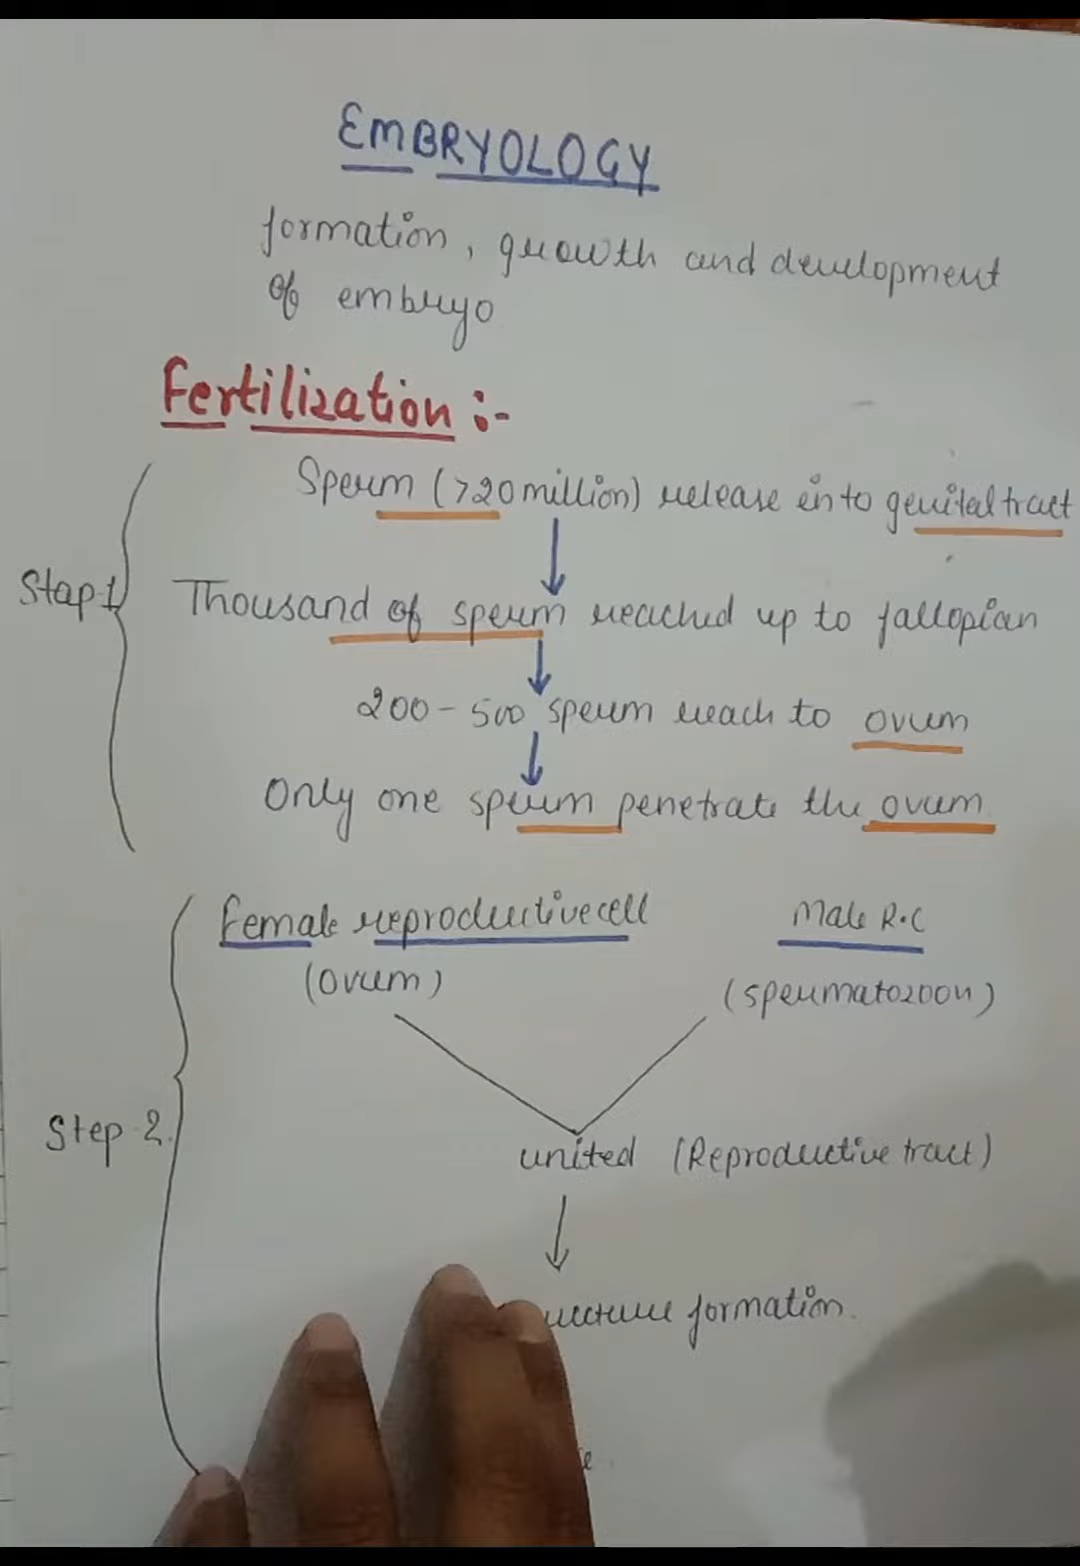 EMBRYOLOGY
formation, growth and development
of embryo
Fertilization :-
Sperm (>20 million) release into genital tract
Stap-1
Thousand of sperm reached up to fallopian
200-500 sperm reach to ovum
Only one sperm penetrate the ovum
Female reproductive cell
Male R.C
(ovum)
(spermatozoon)
Step-2
united (Reproductive tract)
formation.